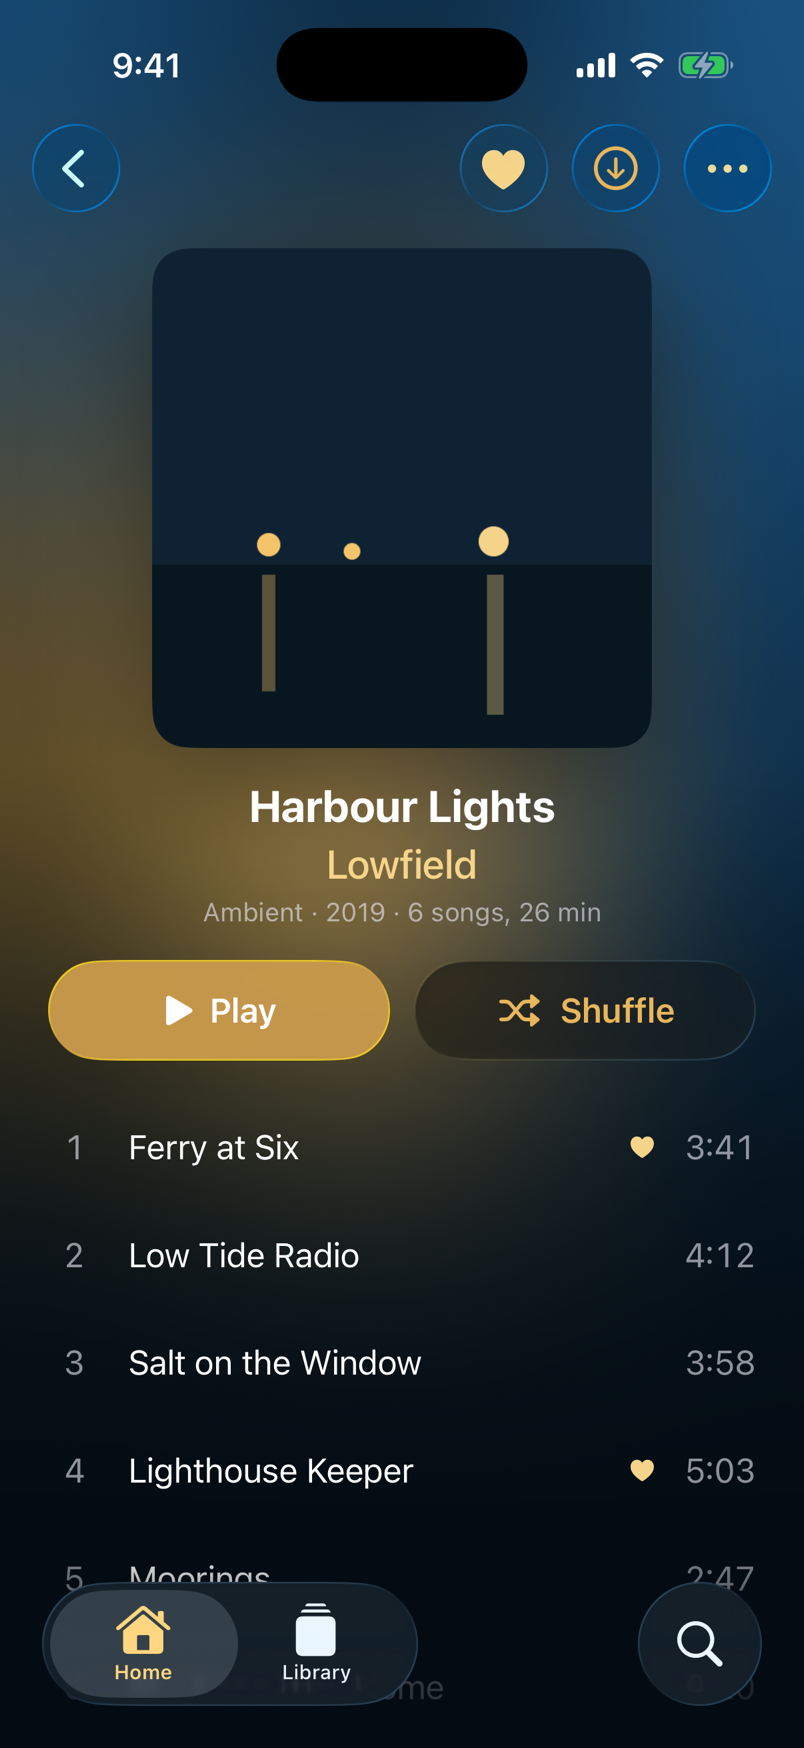 9:41
Harbour Lights
Lowfield
Ambient · 2019 · 6 songs, 26 min
Play
Shuffle
1 Ferry at Six 3:41
2 Low Tide Radio 4:12
3 Salt on the Window 3:58
4 Lighthouse Keeper 5:03
5 Moorings 2:47
Home
Library